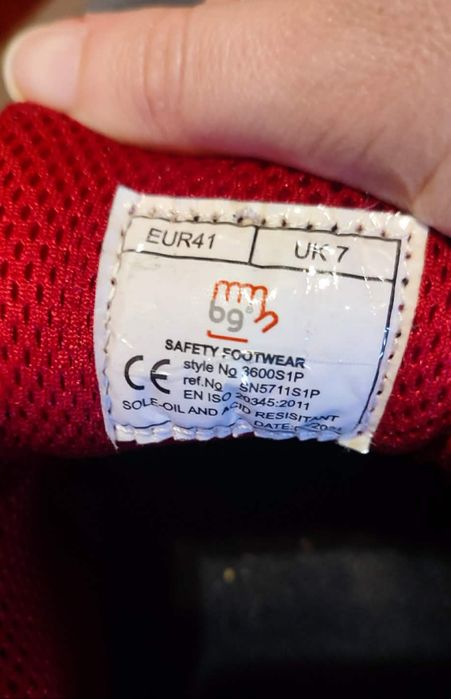 EUR41
UK 7
bg
SAFETY FOOTWEAR
style No 3600S1P
CE
ref.No SN5711S1P
EN ISO 20345:2011
SOLE-OIL AND ACID RESISITANT
DATE: